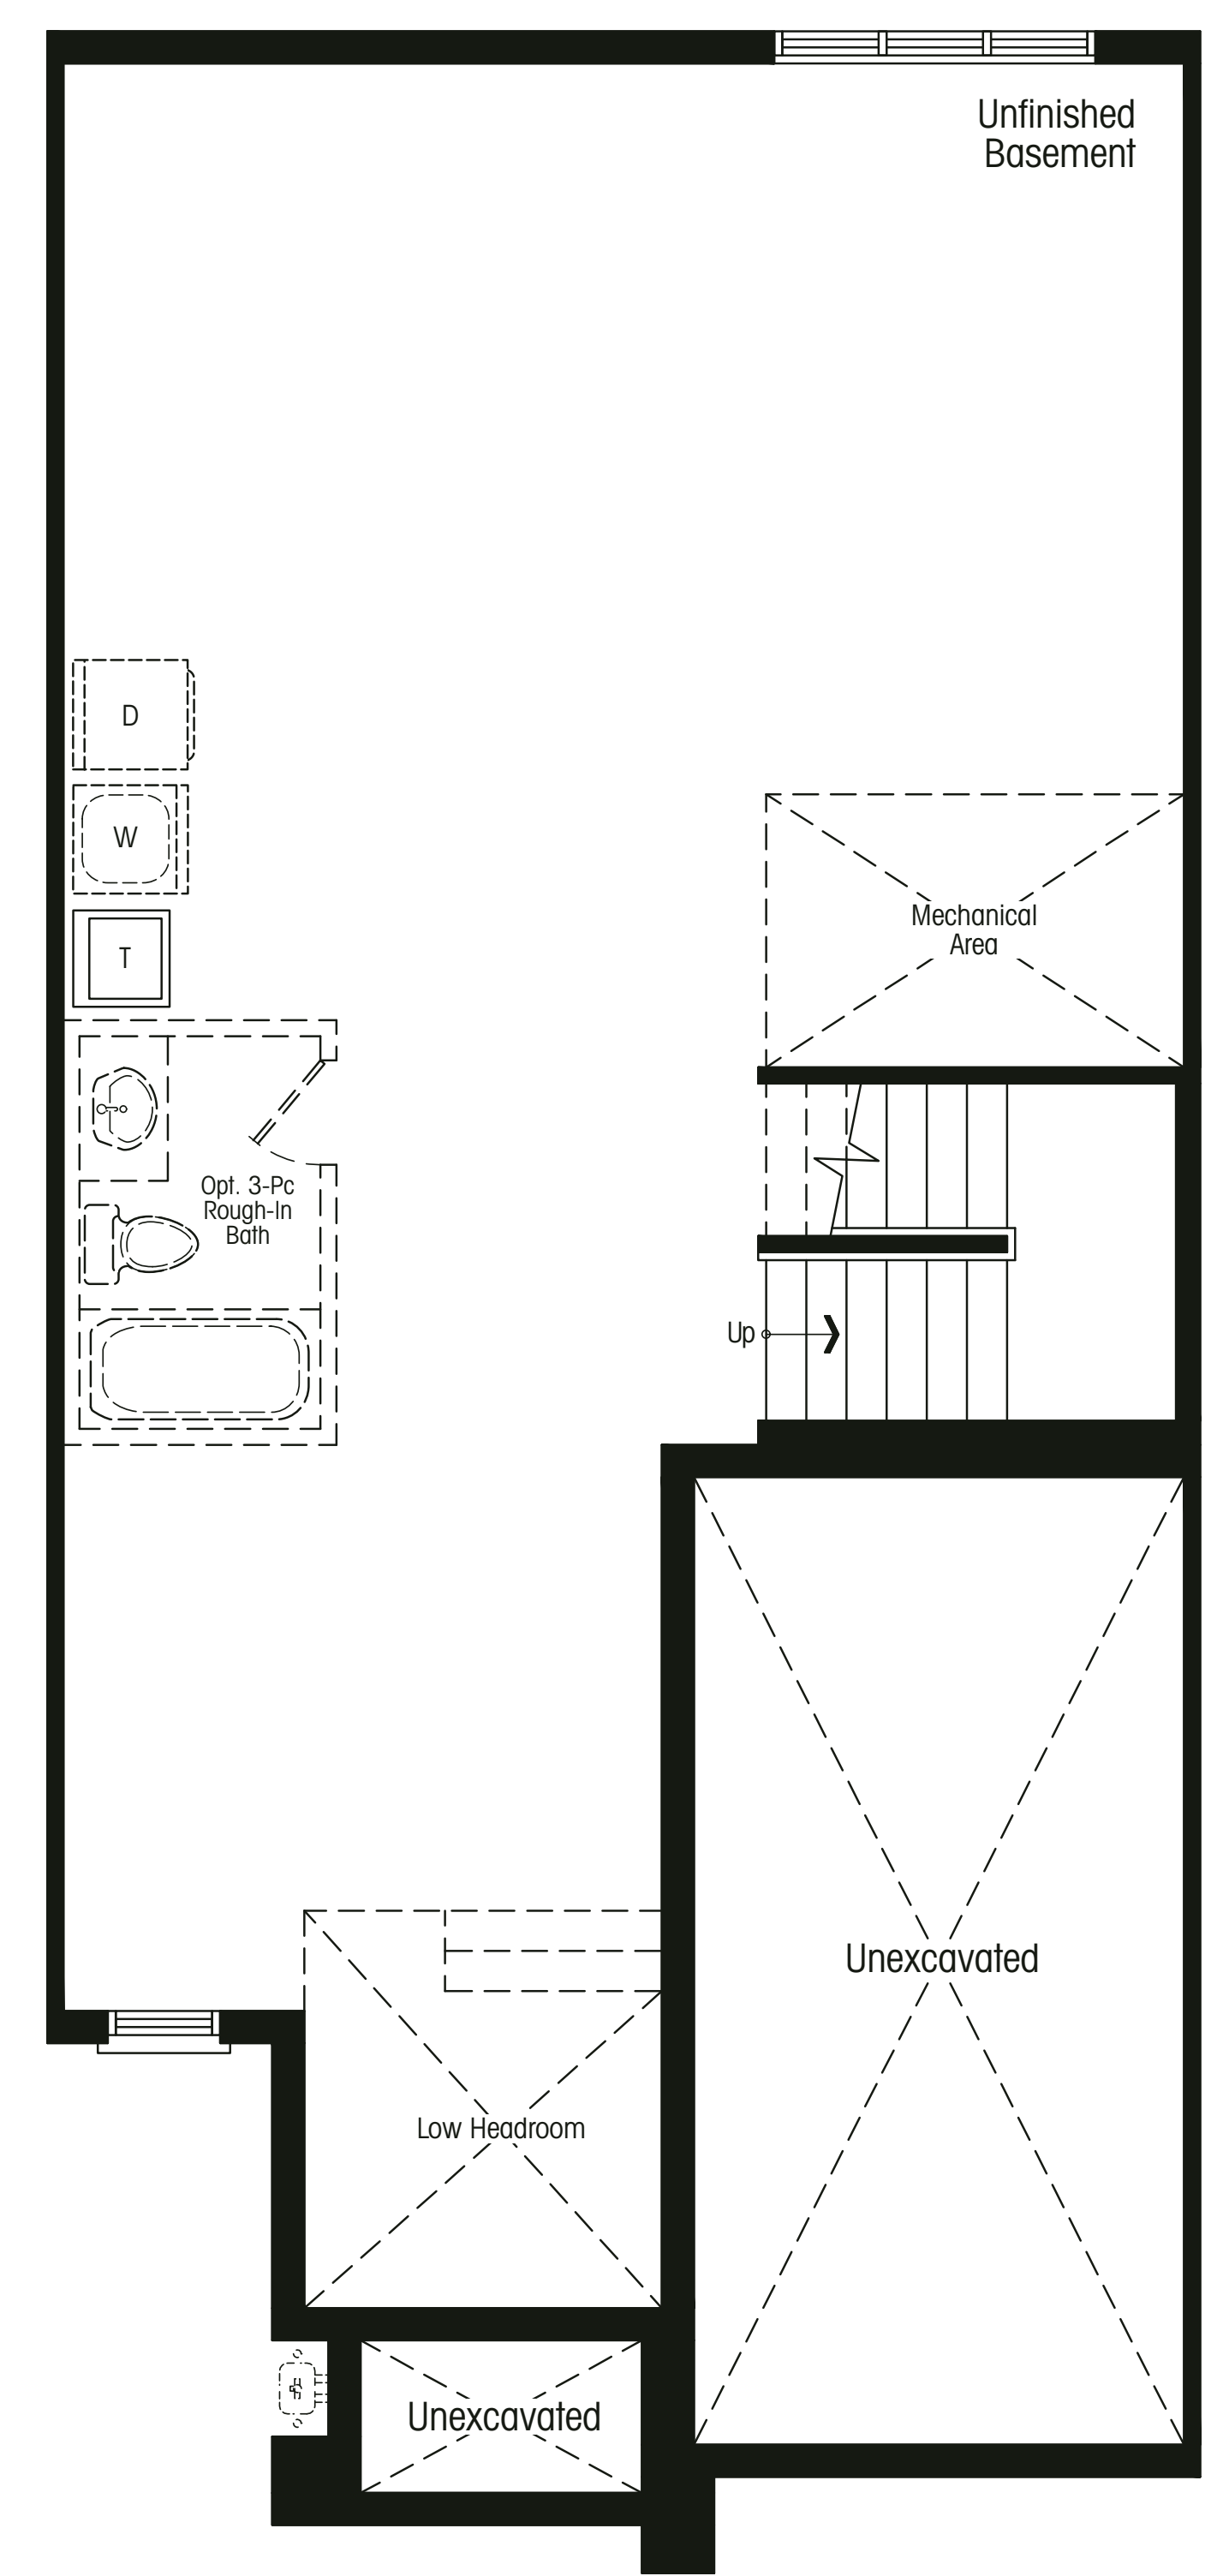 Unfinished
Basement
D
W
T
Mechanical
Area
Opt. 3-Pc
Rough-In
Bath
Up
Unexcavated
Low Headroom
Unexcavated